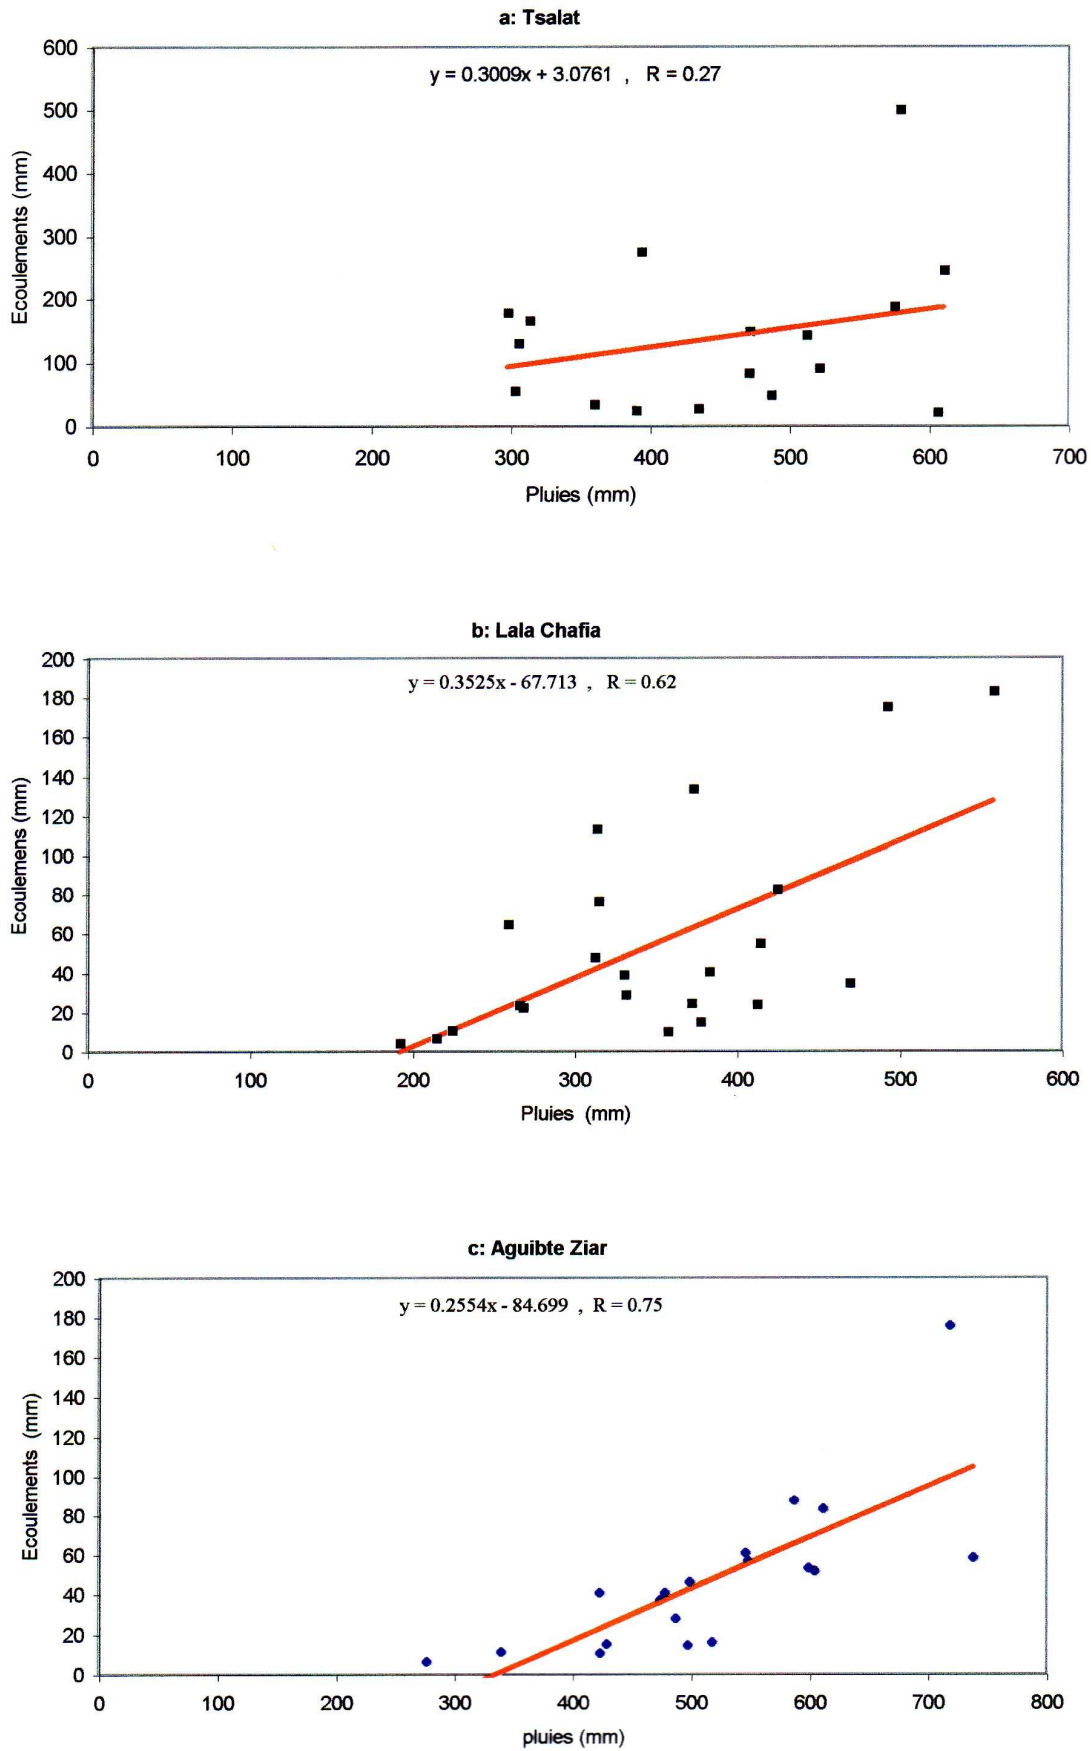 a: Tsalat
y = 0.3009x + 3.0761 , R = 0.27
600
500
400
300
200
100
0
Ecoulements (mm)
0 100 200 300 400 500 600 700
Pluies (mm)
b: Lala Chafia
y = 0.3525x - 67.713 , R = 0.62
200
180
160
140
120
100
80
60
40
20
0
Ecoulemens (mm)
0 100 200 300 400 500 600
Pluies (mm)
c: Aguibte Ziar
y = 0.2554x - 84.699 , R = 0.75
200
180
160
140
120
100
80
60
40
20
0
Ecoulements (mm)
0 100 200 300 400 500 600 700 800
pluies (mm)